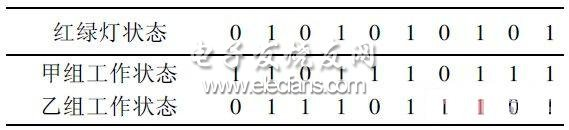 红绿灯状态 0 1 0 1 0 1 0 1 0 1
电子发烧友网
甲组工作状态 1 1 0 1 1 1 0 1 1 1
www.elecfans.com
乙组工作状态 0 1 1 1 0 1 1 1 0 1